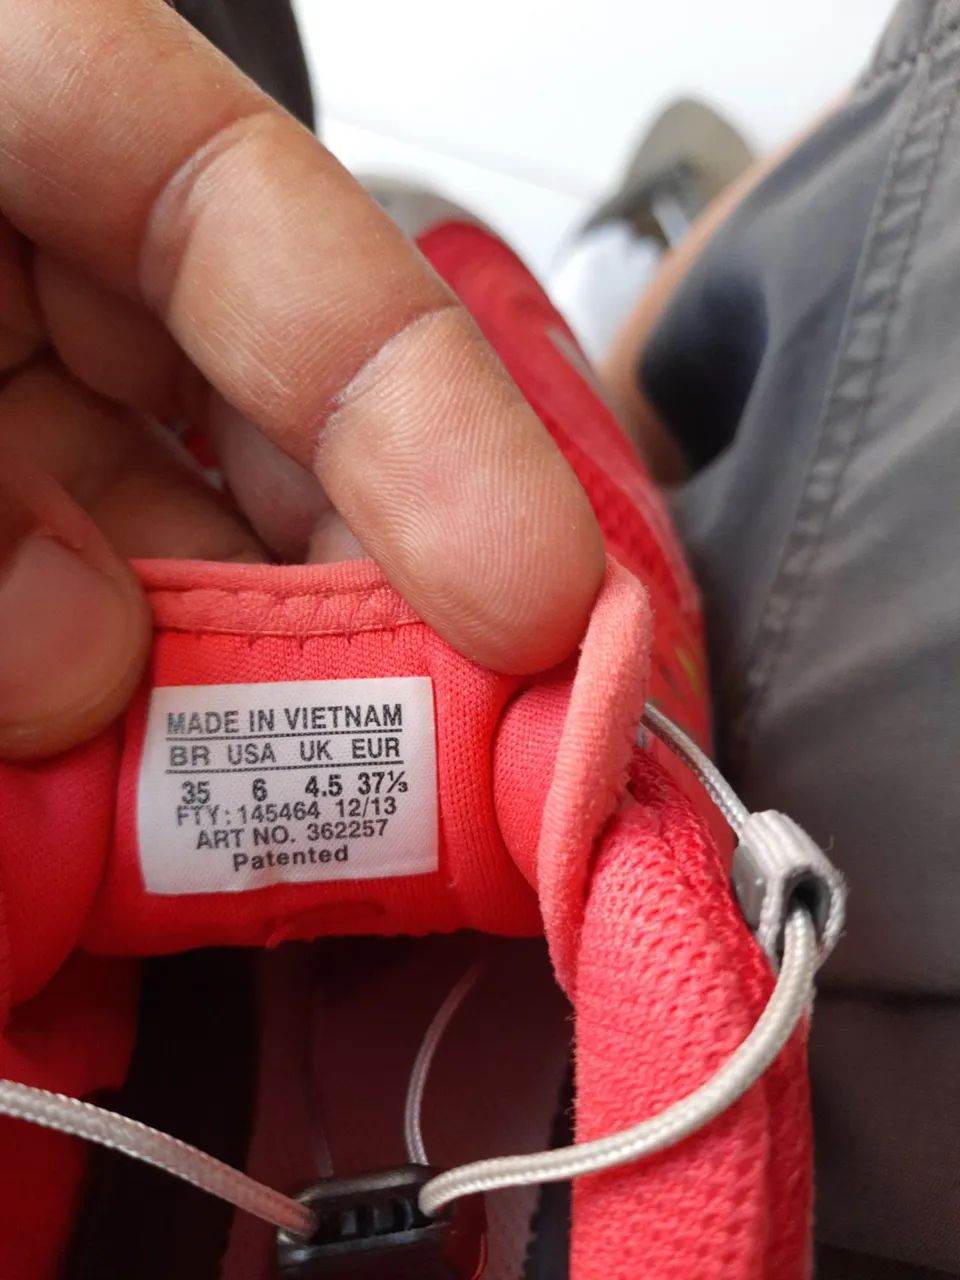 MADE IN VIETNAM
BR USA UK EUR
35 6 4.5 37⅓
FTY: 145464 12/13
ART NO. 362257
Patented